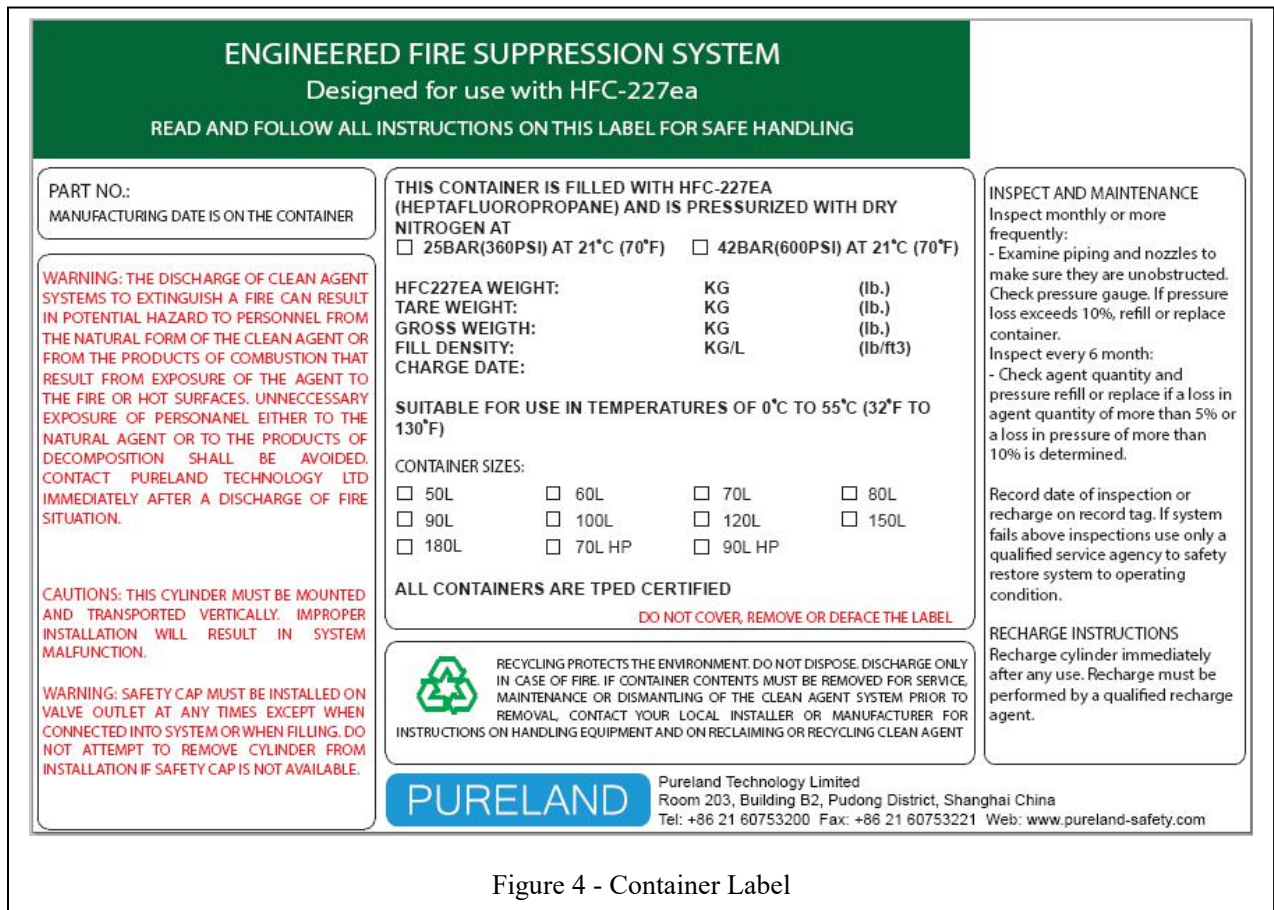 ENGINEERED FIRE SUPPRESSION SYSTEM
Designed for use with HFC-227ea
READ AND FOLLOW ALL INSTRUCTIONS ON THIS LABEL FOR SAFE HANDLING
PART NO.:
MANUFACTURING DATE IS ON THE CONTAINER
WARNING: THE DISCHARGE OF CLEAN AGENT
SYSTEMS TO EXTINGUISH A FIRE CAN RESULT
IN POTENTIAL HAZARD TO PERSONNEL FROM
THE NATURAL FORM OF THE CLEAN AGENT OR
FROM THE PRODUCTS OF COMBUSTION THAT
RESULT FROM EXPOSURE OF THE AGENT TO
THE FIRE OR HOT SURFACES. UNNECCESSARY
EXPOSURE OF PERSONANEL EITHER TO THE
NATURAL AGENT OR TO THE PRODUCTS OF
DECOMPOSITION SHALL BE AVOIDED.
CONTACT PURELAND TECHNOLOGY LTD
IMMEDIATELY AFTER A DISCHARGE OF FIRE
SITUATION.
CAUTIONS: THIS CYLINDER MUST BE MOUNTED
AND TRANSPORTED VERTICALLY. IMPROPER
INSTALLATION WILL RESULT IN SYSTEM
MALFUNCTION.
WARNING: SAFETY CAP MUST BE INSTALLED ON
VALVE OUTLET AT ANY TIMES EXCEPT WHEN
CONNECTED INTO SYSTEM OR WHEN FILLING. DO
NOT ATTEMPT TO REMOVE CYLINDER FROM
INSTALLATION IF SAFETY CAP IS NOT AVAILABLE.
THIS CONTAINER IS FILLED WITH HFC-227EA
(HEPTAFLUOROPROPANE) AND IS PRESSURIZED WITH DRY
NITROGEN AT
☐ 25BAR(360PSI) AT 21°C (70°F) ☐ 42BAR(600PSI) AT 21°C (70°F)
HFC227EA WEIGHT: KG (lb.)
TARE WEIGHT: KG (lb.)
GROSS WEIGTH: KG (lb.)
FILL DENSITY: KG/L (lb/ft3)
CHARGE DATE:
SUITABLE FOR USE IN TEMPERATURES OF 0°C TO 55°C (32°F TO
130°F)
CONTAINER SIZES:
☐ 50L ☐ 60L ☐ 70L ☐ 80L
☐ 90L ☐ 100L ☐ 120L ☐ 150L
☐ 180L ☐ 70L HP ☐ 90L HP
ALL CONTAINERS ARE TPED CERTIFIED
DO NOT COVER, REMOVE OR DEFACE THE LABEL
RECYCLING PROTECTS THE ENVIRONMENT. DO NOT DISPOSE. DISCHARGE ONLY
IN CASE OF FIRE. IF CONTAINER CONTENTS MUST BE REMOVED FOR SERVICE,
MAINTENANCE OR DISMANTLING OF THE CLEAN AGENT SYSTEM PRIOR TO
REMOVAL, CONTACT YOUR LOCAL INSTALLER OR MANUFACTURER FOR
INSTRUCTIONS ON HANDLING EQUIPMENT AND ON RECLAIMING OR RECYCLING CLEAN AGENT
INSPECT AND MAINTENANCE
Inspect monthly or more
frequently:
- Examine piping and nozzles to
make sure they are unobstructed.
Check pressure gauge. If pressure
loss exceeds 10%, refill or replace
container.
Inspect every 6 month:
- Check agent quantity and
pressure refill or replace if a loss in
agent quantity of more than 5% or
a loss in pressure of more than
10% is determined.
Record date of inspection or
recharge on record tag. If system
fails above inspections use only a
qualified service agency to safety
restore system to operating
condition.
RECHARGE INSTRUCTIONS
Recharge cylinder immediately
after any use. Recharge must be
performed by a qualified recharge
agent.
PURELAND
Pureland Technology Limited
Room 203, Building B2, Pudong District, Shanghai China
Tel: +86 21 60753200 Fax: +86 21 60753221 Web: www.pureland-safety.com
Figure 4 - Container Label